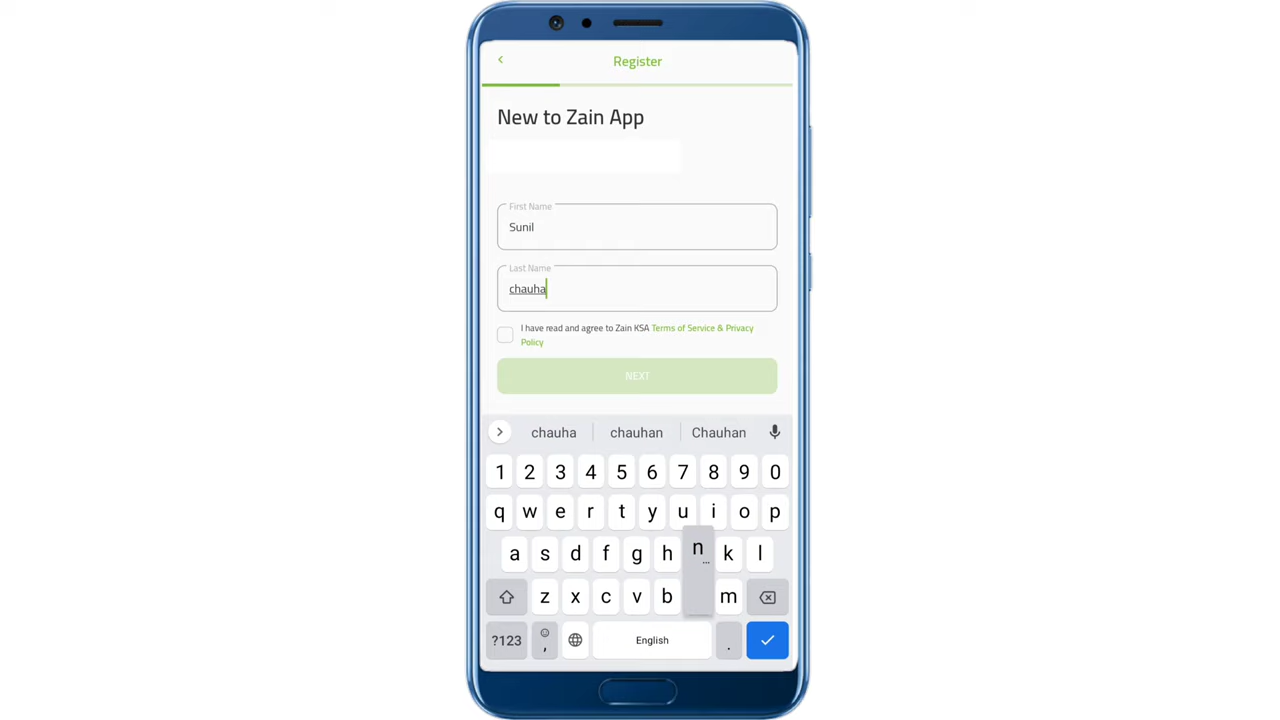 Register
New to Zain App
First Name
Sunil
Last Name
chauha
I have read and agree to Zain KSA Terms of Service & Privacy
Policy
NEXT
chauha chauhan Chauhan
1 2 3 4 5 6 7 8 9 0
q w e r t y u i o p
a s d f g h n k l
z x c v b m
?123 , English .